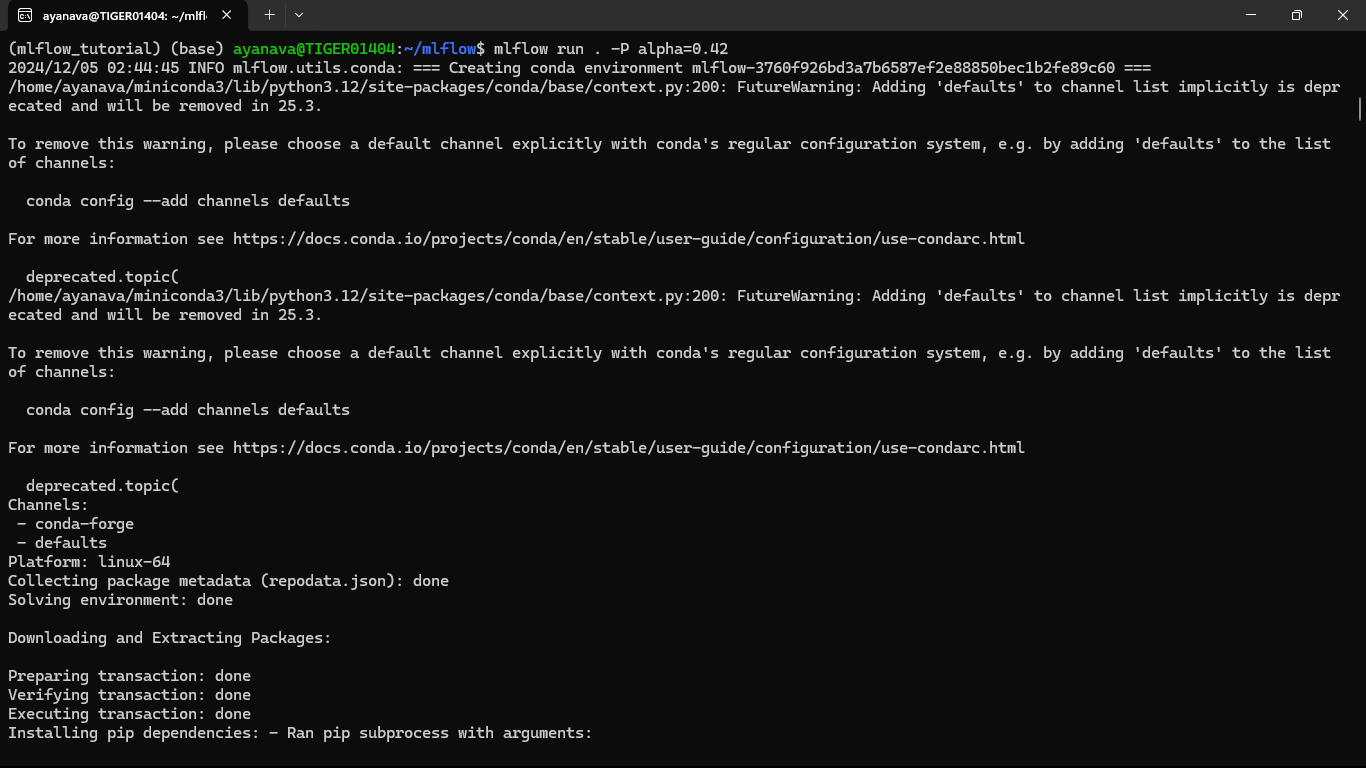 ayanava@TIGER01404: ~/mlfl
(mlflow_tutorial) (base) ayanava@TIGER01404:~/mlflow$ mlflow run . -P alpha=0.42
2024/12/05 02:44:45 INFO mlflow.utils.conda: === Creating conda environment mlflow-3760f926bd3a7b6587ef2e88850bec1b2fe89c60 ===
/home/ayanava/miniconda3/lib/python3.12/site-packages/conda/base/context.py:200: FutureWarning: Adding 'defaults' to channel list implicitly is depr
ecated and will be removed in 25.3.

To remove this warning, please choose a default channel explicitly with conda's regular configuration system, e.g. by adding 'defaults' to the list
of channels:

  conda config --add channels defaults

For more information see https://docs.conda.io/projects/conda/en/stable/user-guide/configuration/use-condarc.html

  deprecated.topic(
/home/ayanava/miniconda3/lib/python3.12/site-packages/conda/base/context.py:200: FutureWarning: Adding 'defaults' to channel list implicitly is depr
ecated and will be removed in 25.3.

To remove this warning, please choose a default channel explicitly with conda's regular configuration system, e.g. by adding 'defaults' to the list
of channels:

  conda config --add channels defaults

For more information see https://docs.conda.io/projects/conda/en/stable/user-guide/configuration/use-condarc.html

  deprecated.topic(
Channels:
 - conda-forge
 - defaults
Platform: linux-64
Collecting package metadata (repodata.json): done
Solving environment: done

Downloading and Extracting Packages:

Preparing transaction: done
Verifying transaction: done
Executing transaction: done
Installing pip dependencies: - Ran pip subprocess with arguments: